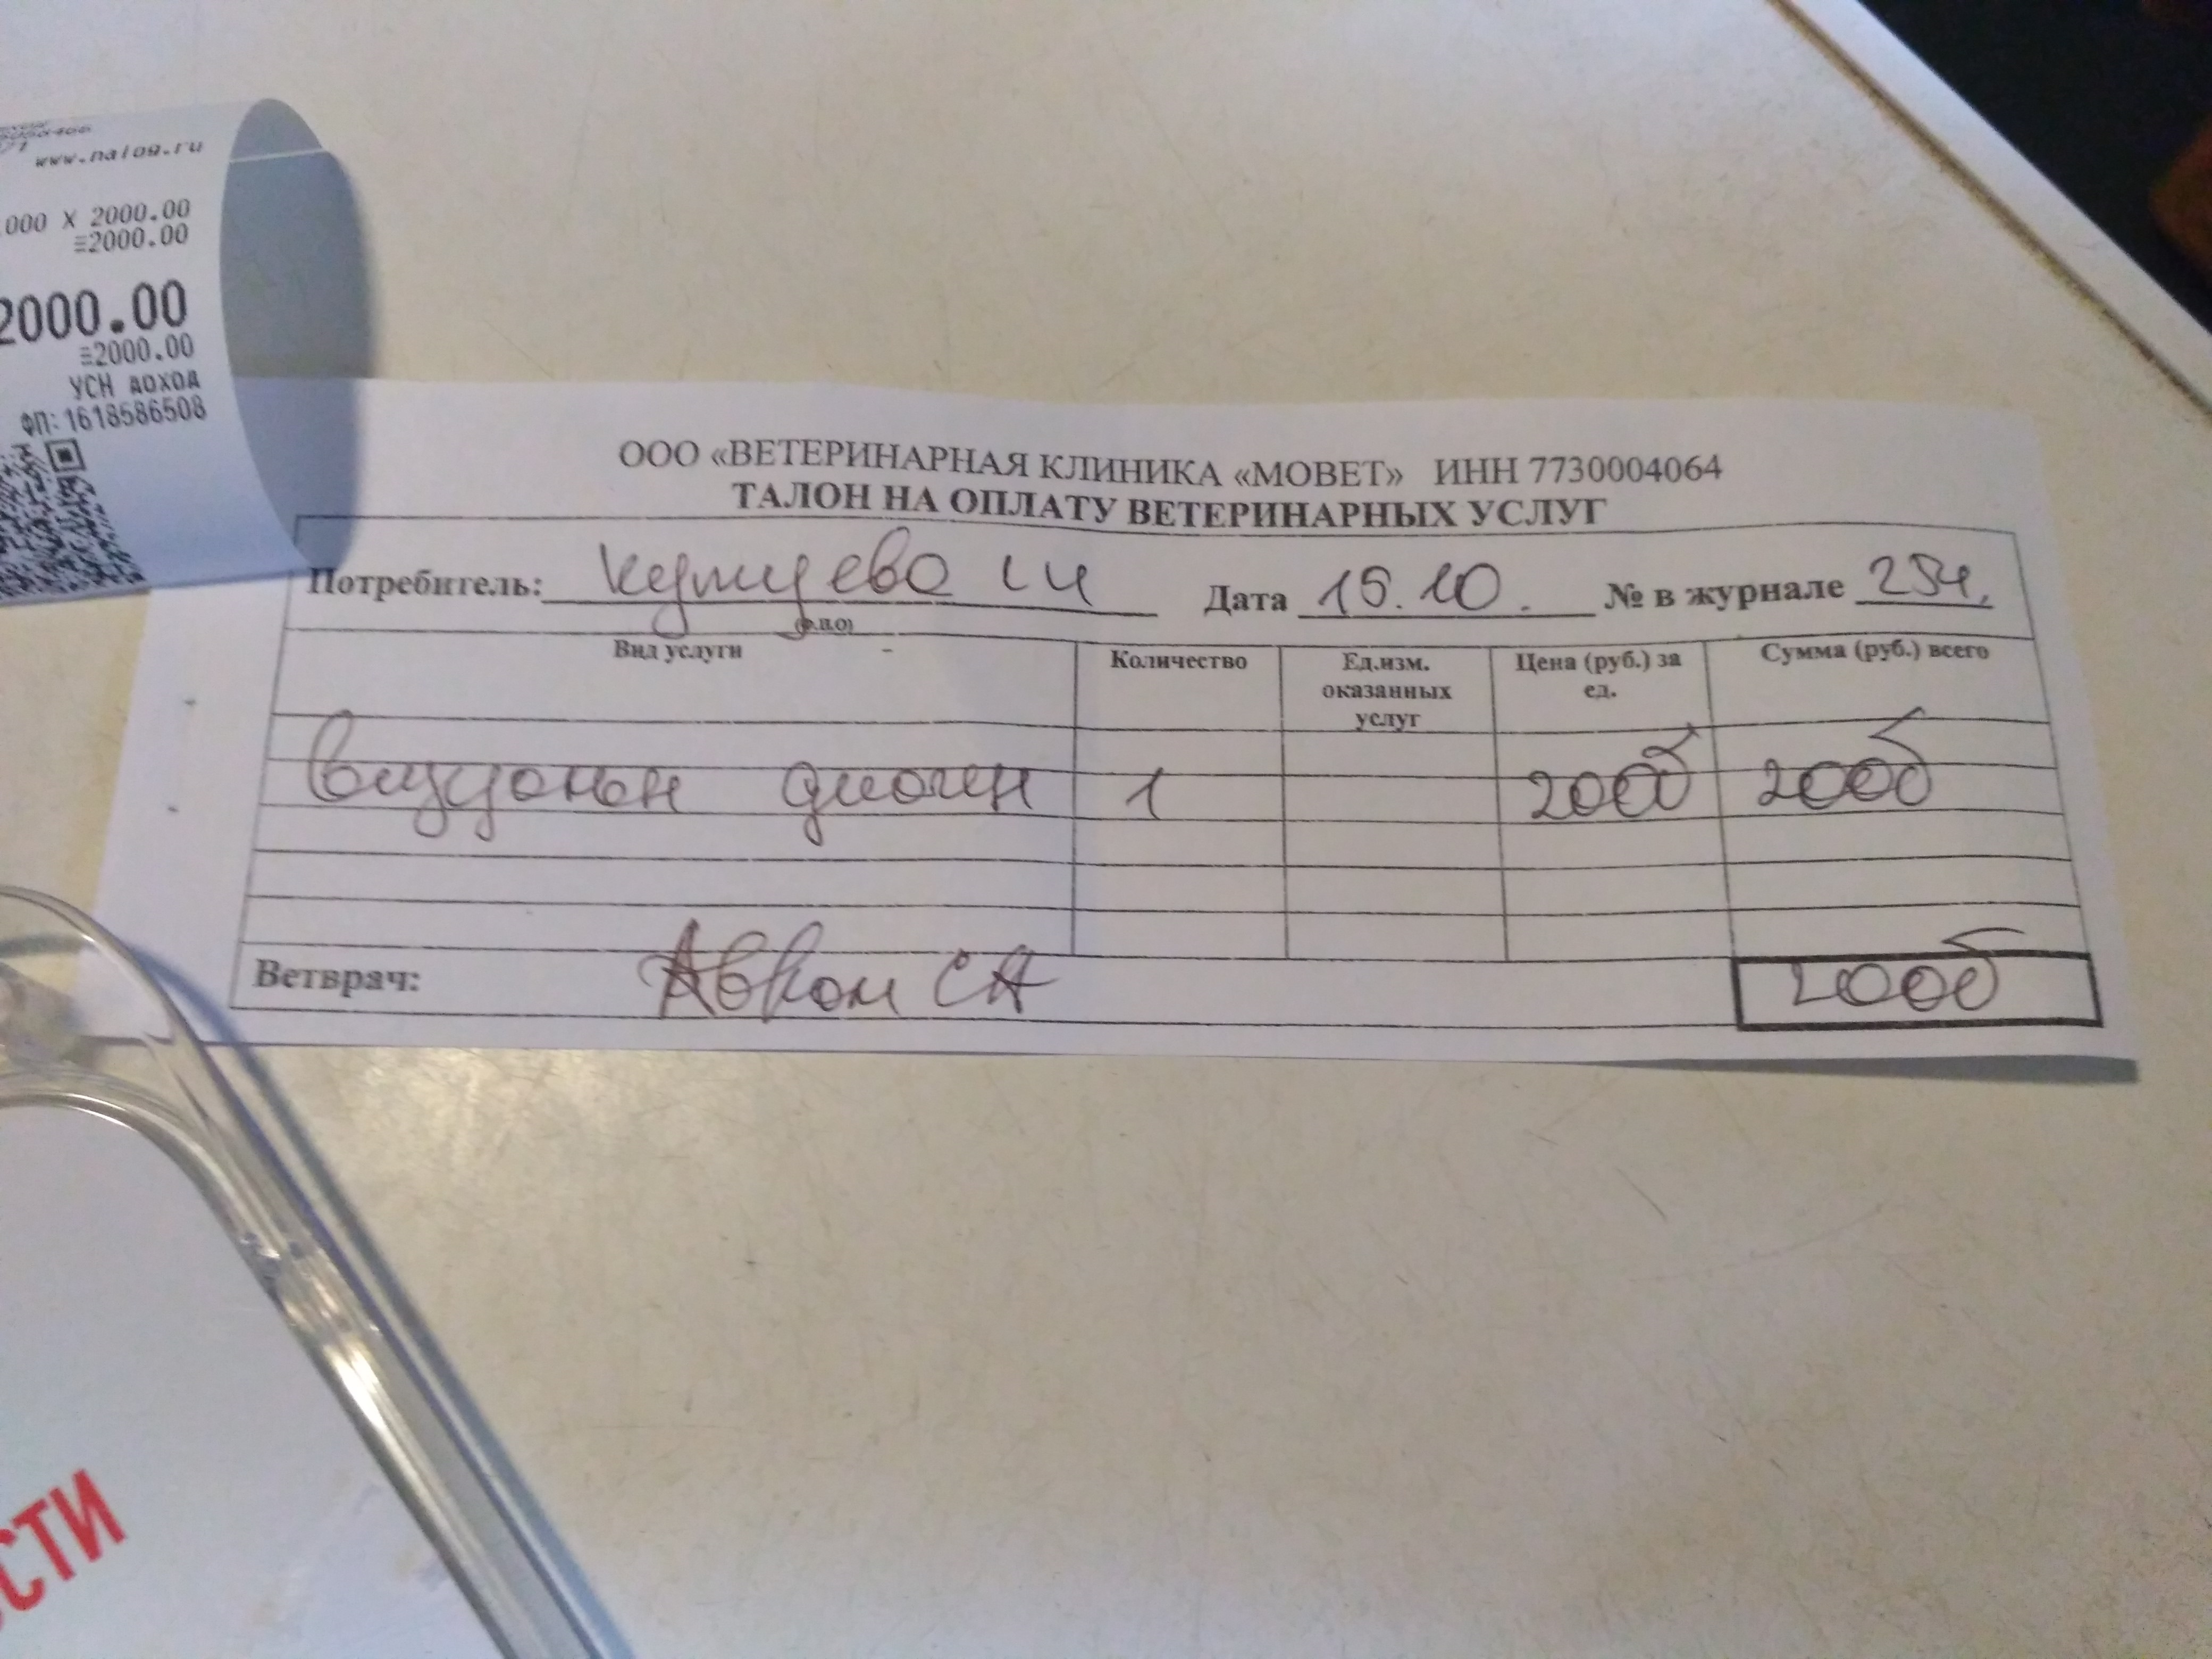 www.nalog.ru
.000 X 2000.00
≡2000.00
2000.00
≡2000.00
УСН ДОХОД
ФП:1618586508
ООО «ВЕТЕРИНАРНАЯ КЛИНИКА «МОВЕТ» ИНН 7730004064
ТАЛОН НА ОПЛАТУ ВЕТЕРИНАРНЫХ УСЛУГ
Потребитель: Дата 15.10. № в журнале 254.
(Ф.И.О)
Вид услуги Количество Ед.изм. оказанных услуг Цена (руб.) за ед. Сумма (руб.) всего
1 2000 2000
Ветврач: 2000
СТИ